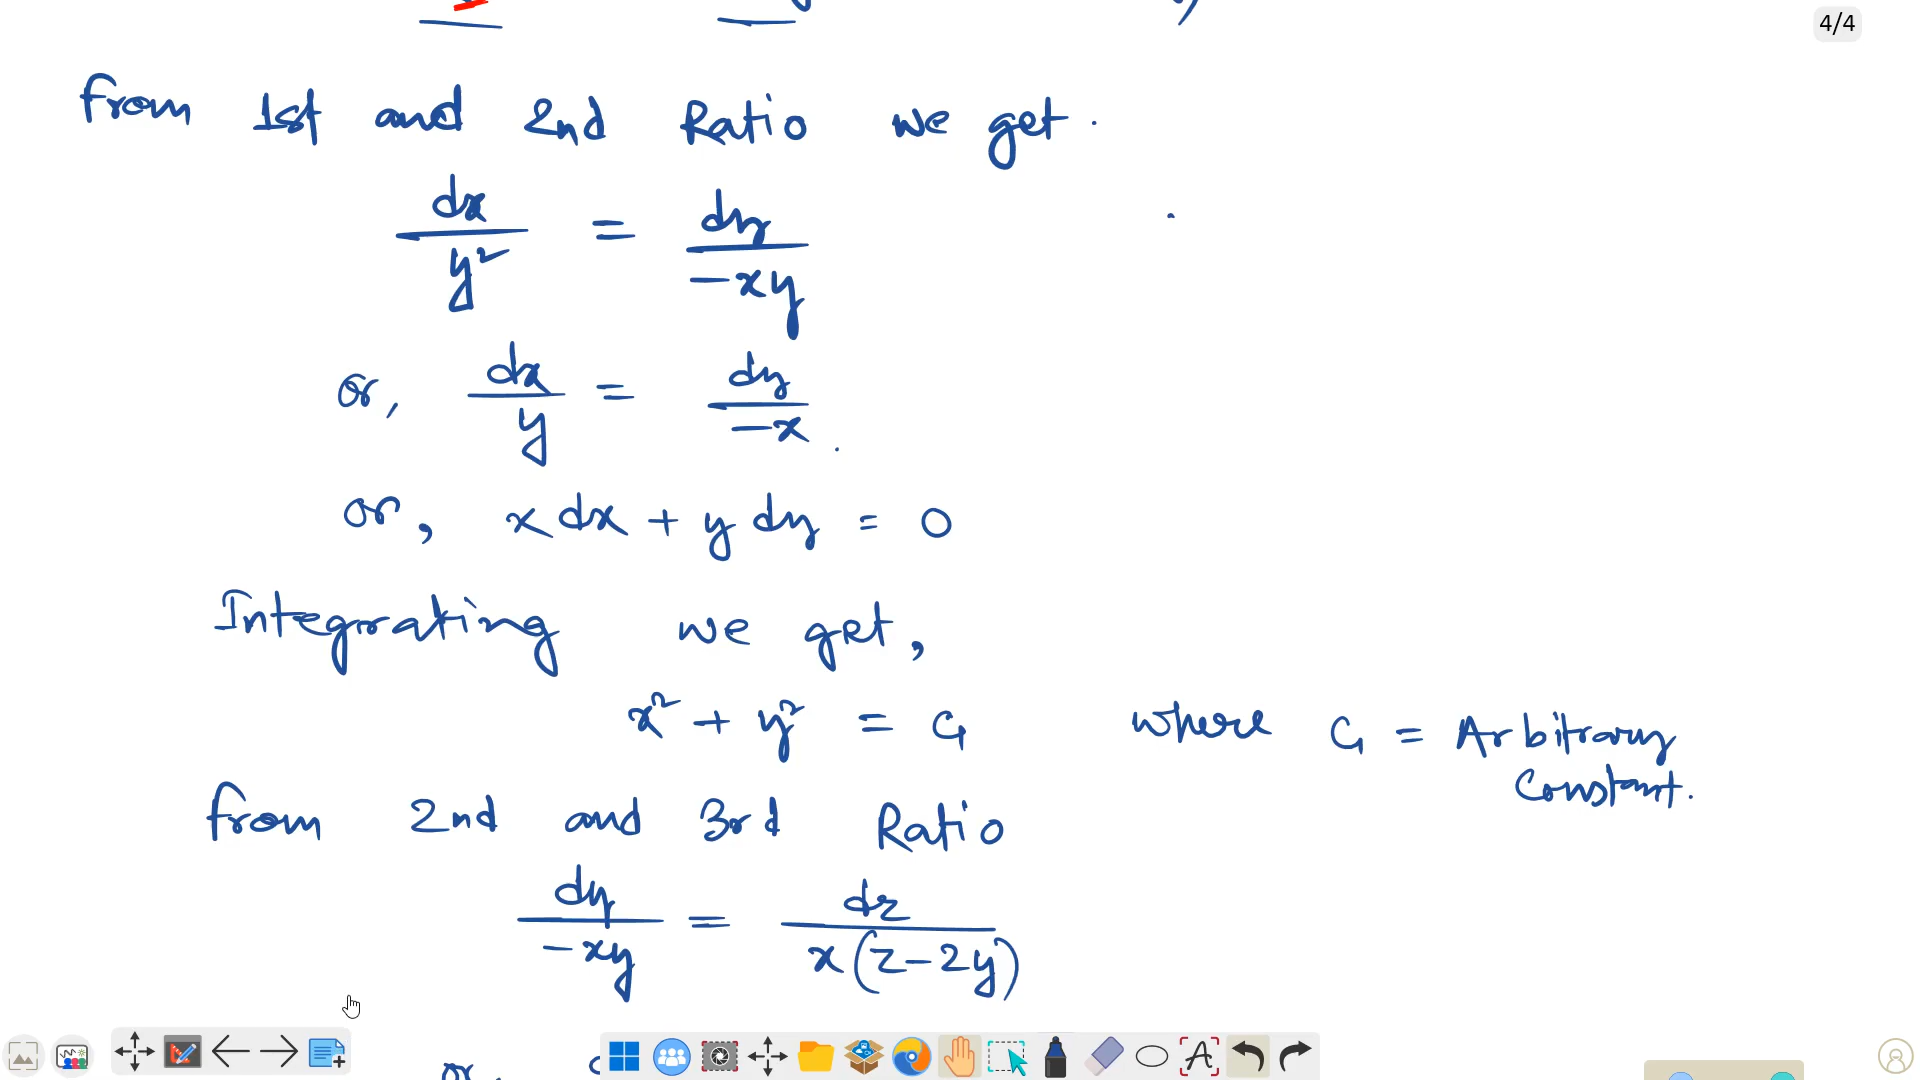 4/4
from 1st and 2nd Ratio we get.
dx/y² = dy/-xy
or, dx/y = dy/-x.
or, x dx + y dy = 0
Integrating we get,
x² + y² = C₁ where C₁ = Arbitrary
Constant.
from 2nd and 3rd Ratio
dy/-xy = dz/x(z-2y)
or,